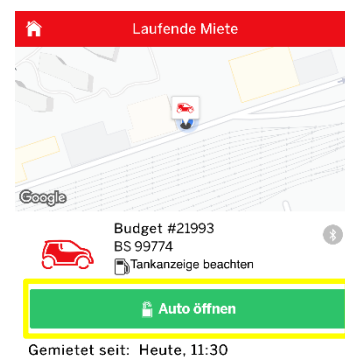 Laufende Miete
Google
Budget #21993
BS 99774
Tankanzeige beachten
Auto öffnen
Gemietet seit: Heute, 11:30